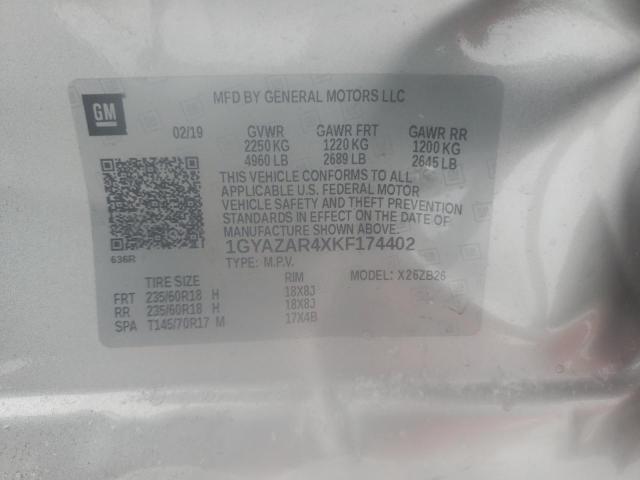 GM
MFD BY GENERAL MOTORS LLC
02/19 GVWR GAWR FRT GAWR RR
2250 KG 1220 KG 1200 KG
4960 LB 2689 LB 2645 LB
THIS VEHICLE CONFORMS TO ALL
APPLICABLE U.S. FEDERAL MOTOR
VEHICLE SAFETY AND THEFT PREVENTION
STANDARDS IN EFFECT ON THE DATE OF
MANUFACTURE SHOWN ABOVE.
1GYAZAR4XKF174402
636R
TYPE: M.P.V.
TIRE SIZE RIM MODEL: X26ZB26
FRT 235/60R18 H 18X8J
RR 235/60R18 H 18X8J
SPA T145/70R17 M 17X4B